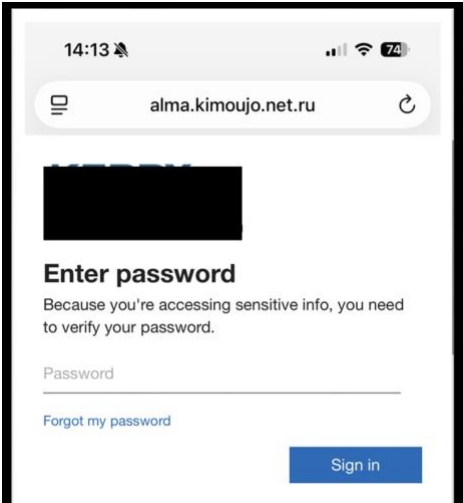 14:13
74
alma.kimoujo.net.ru
Enter password
Because you're accessing sensitive info, you need
to verify your password.
Password
Forgot my password
Sign in